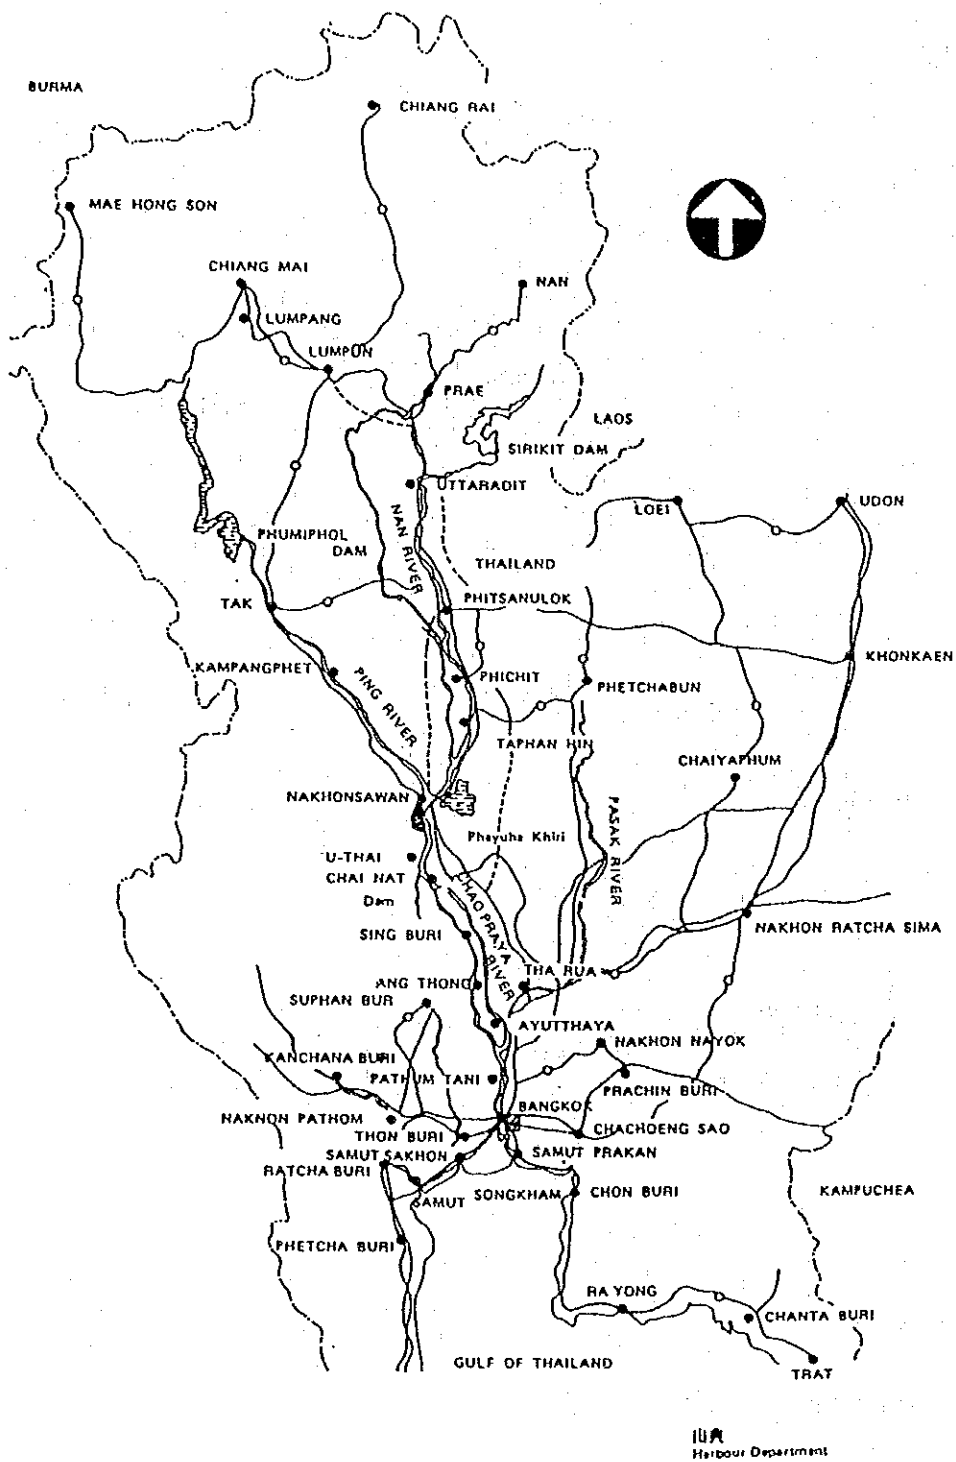 BURMA
CHIANG RAI
MAE HONG SON
CHIANG MAI
NAN
LUMPANG
LUMPUN
PRAE
LAOS
SIRIKIT DAM
UTTARADIT
LOEI
UDON
NAN RIVER
PHUMIPHOL
DAM
THAILAND
TAK
PHITSANULOK
KHONKAEN
KAMPANGPHET
PING RIVER
PHICHIT
PHETCHABUN
TAPHAN HIN
CHAIYAPHUM
NAKHONSAWAN
PASAK RIVER
Phayuha Khiri
U-THAI
CHAI NAT
Dam
CHAO PRAYA
RIVER
NAKHON RATCHA SIMA
SING BURI
THA RUA
ANG THONG
SUPHAN BUR
AYUTTHAYA
NAKHON NAYOK
KANCHANA BURI
PATHUM TANI
PRACHIN BURI
BANGKOK
NAKNON PATHOM
CHACHOENG SAO
THON BURI
SAMUT SAKHON
SAMUT PRAKAN
RATCHA BURI
SAMUT SONGKHAM
CHON BURI
KAMPUCHEA
PHETCHA BURI
RA YONG
CHANTA BURI
GULF OF THAILAND
TRAT
Harbour Department